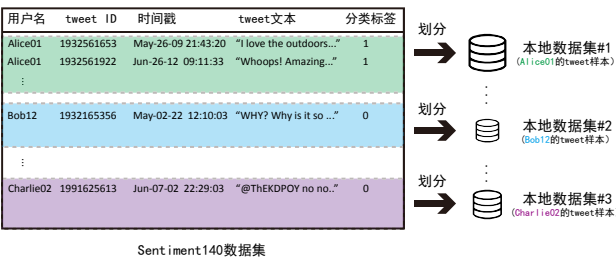 用户名 tweet ID 时间戳 tweet文本 分类标签
Alice01 1932561653 May-26-09 21:43:20 “I love the outdoors...” 1
Alice01 1932561922 Jun-26-12 09:11:33 “Whoops! Amazing...” 1
⋮
Bob12 1932165356 May-02-22 12:10:03 “WHY? Why is it so ...” 0
⋮
Charlie02 1991625613 Jun-07-02 22:29:03 “@ThEKDPOY no no..” 0
Sentiment140数据集
划分
本地数据集#1
(Alice01的tweet样本)
⋮
划分
本地数据集#2
(Bob12的tweet样本)
⋮
划分
本地数据集#3
(Charlie02的tweet样本